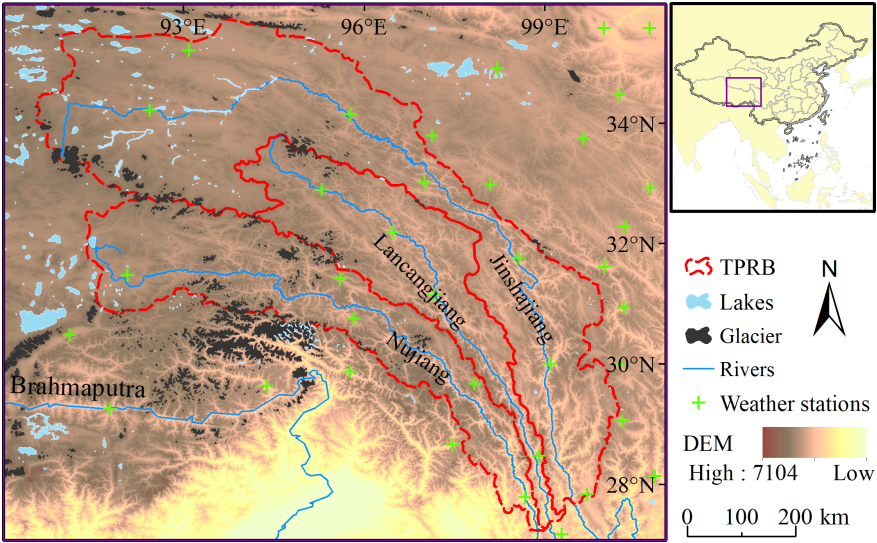 93°E 96°E 99°E
34°N
32°N
Lancangjiang
Jinshajiang
Nujiang
30°N
Brahmaputra
28°N
TPRB
Lakes
Glacier
Rivers
Weather stations
N
DEM
High : 7104 Low
0 100 200 km